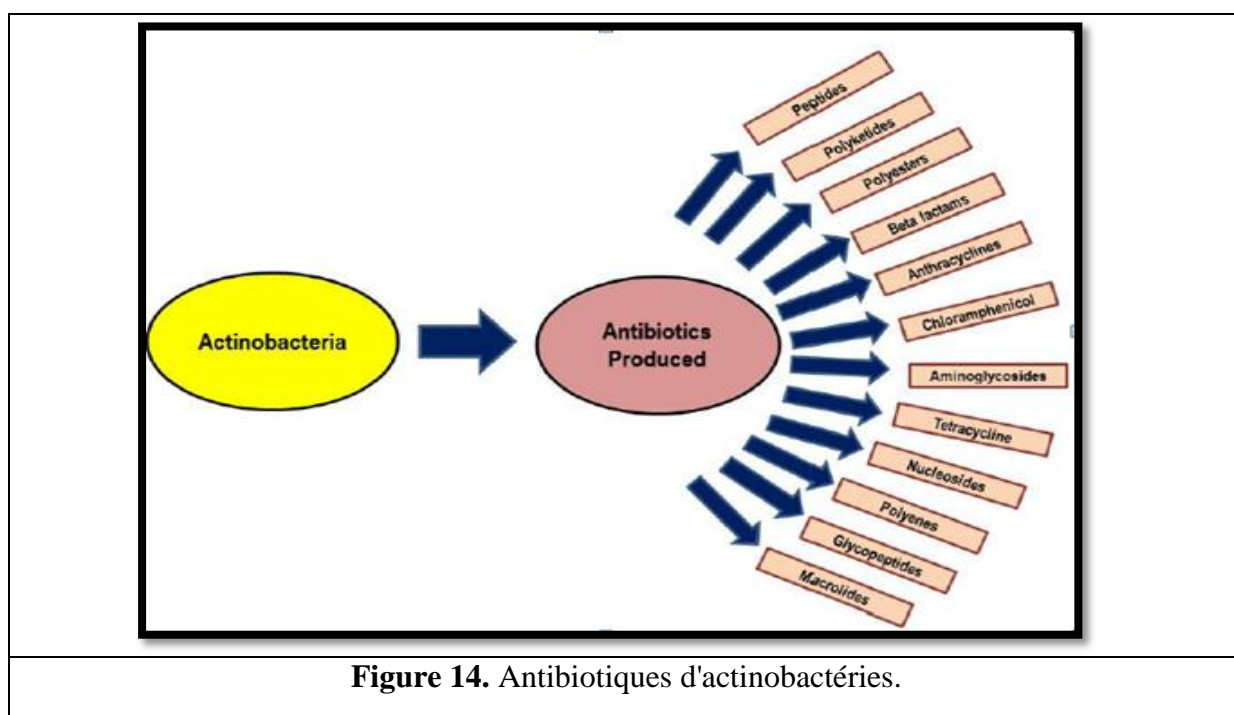 Peptides
Polyketides
Polyesters
Beta lactams
Anthracyclines
Chloramphenicol
Actinobacteria
Antibiotics
Produced
Aminoglycosides
Tetracycline
Nucleosides
Polyenes
Glycopeptides
Macrolides
Figure 14. Antibiotiques d'actinobactéries.